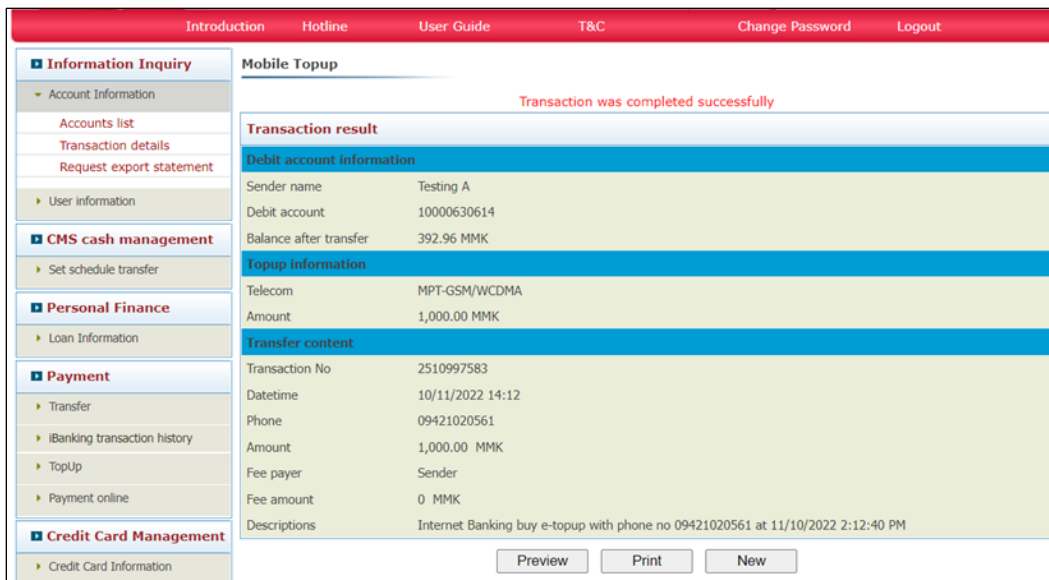 Introduction Hotline User Guide T&C Change Password Logout
Information Inquiry
Account Information
Accounts list
Transaction details
Request export statement
User information
CMS cash management
Set schedule transfer
Personal Finance
Loan Information
Payment
Transfer
iBanking transaction history
TopUp
Payment online
Credit Card Management
Credit Card Information
Mobile Topup
Transaction was completed successfully
Transaction result
Debit account information
Sender name Testing A
Debit account 10000630614
Balance after transfer 392.96 MMK
Topup information
Telecom MPT-GSM/WCDMA
Amount 1,000.00 MMK
Transfer content
Transaction No 2510997583
Datetime 10/11/2022 14:12
Phone 09421020561
Amount 1,000.00 MMK
Fee payer Sender
Fee amount 0 MMK
Descriptions Internet Banking buy e-topup with phone no 09421020561 at 11/10/2022 2:12:40 PM
Preview Print New